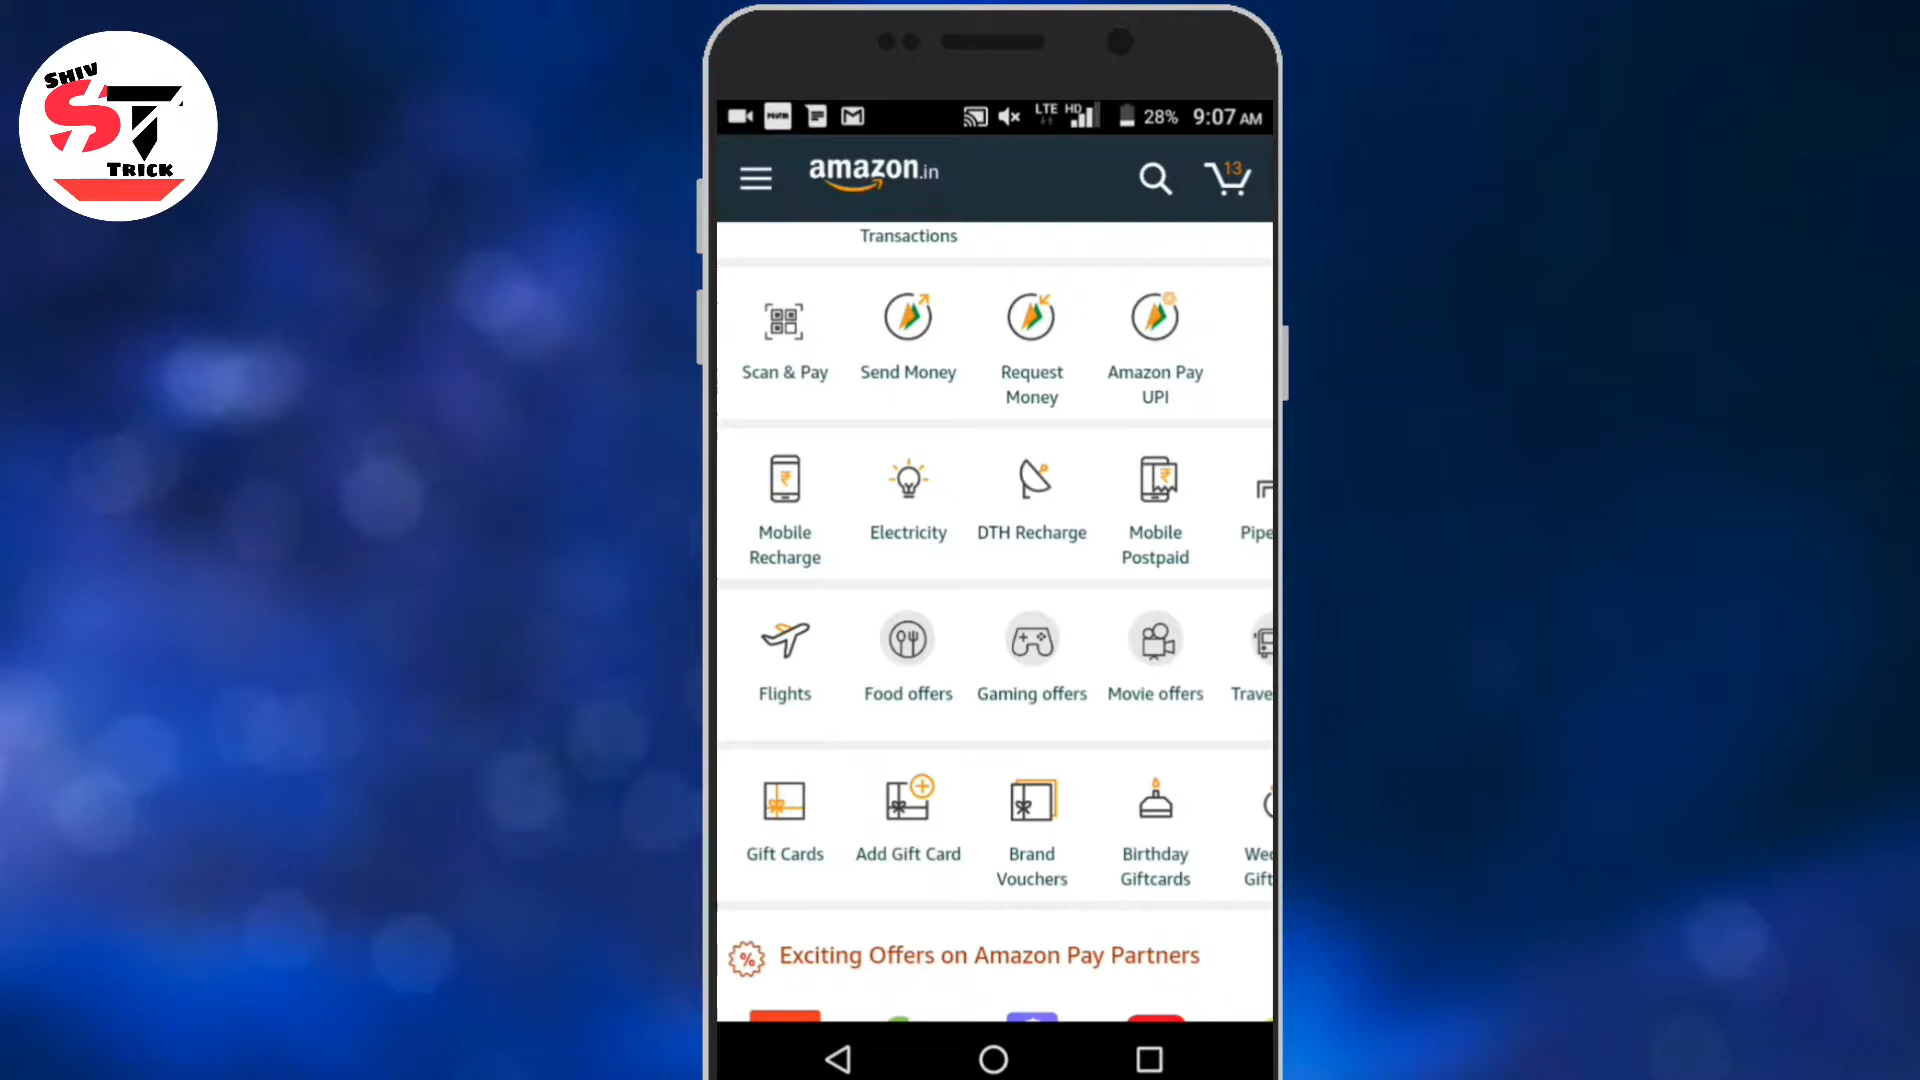 SHIV
ST
TRICK
LTE HD 28% 9:07 AM
amazon.in
13
Transactions
Scan & Pay Send Money Request Money Amazon Pay UPI
Mobile Recharge Electricity DTH Recharge Mobile Postpaid Pipe
Flights Food offers Gaming offers Movie offers Trave
Gift Cards Add Gift Card Brand Vouchers Birthday Giftcards Wed Gift
% Exciting Offers on Amazon Pay Partners